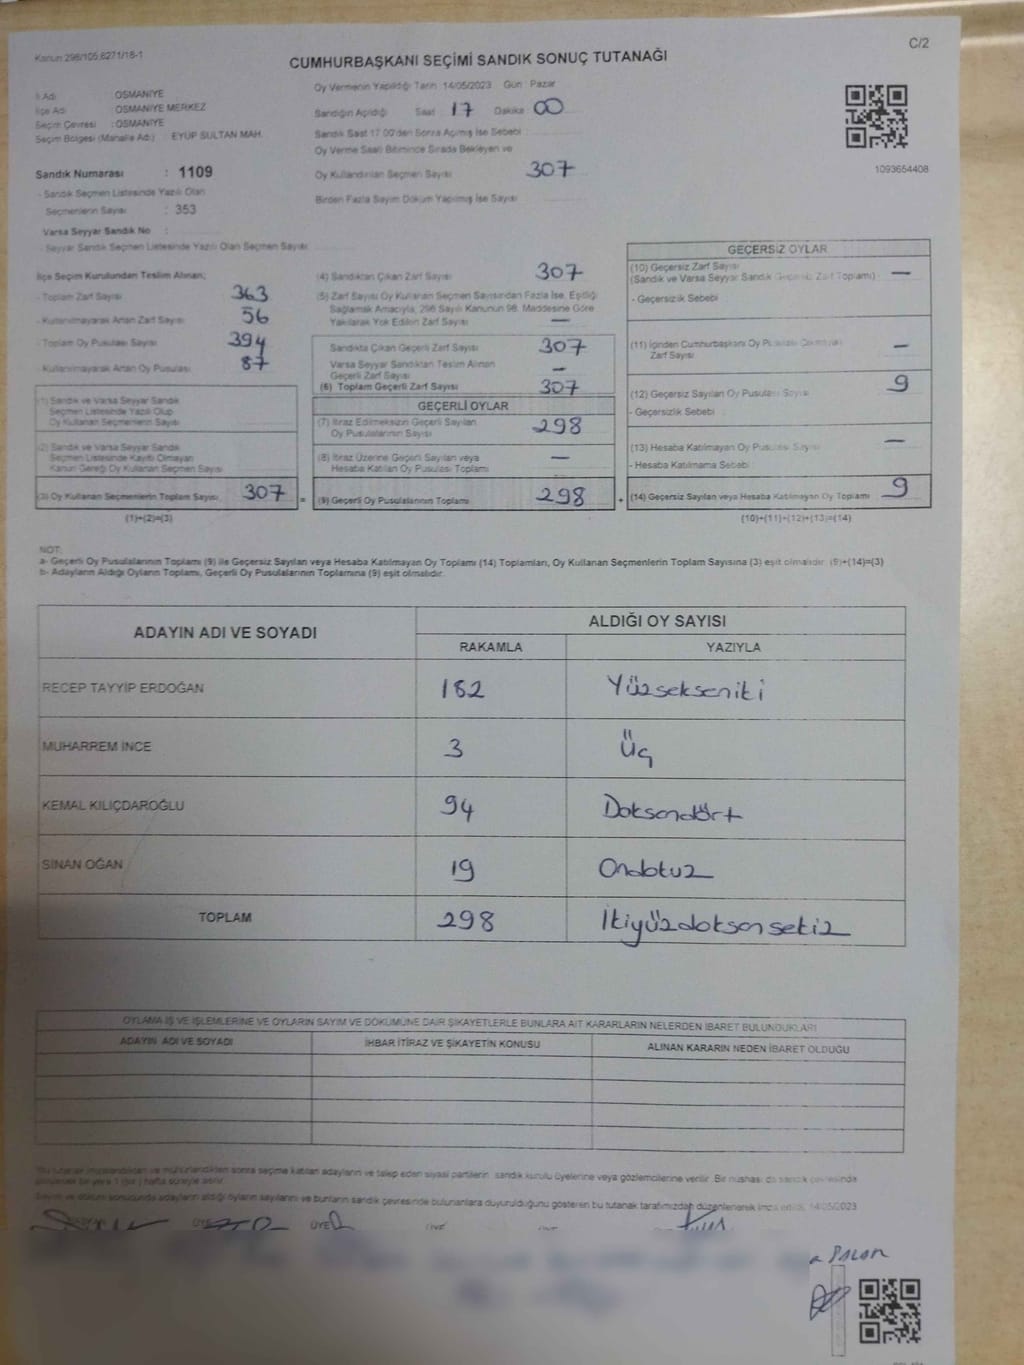 Kanun 298/105,6271/18-1
C/2
CUMHURBAŞKANI SEÇİMİ SANDIK SONUÇ TUTANAĞI
İl Adı OSMANİYE
İlçe Adı OSMANİYE MERKEZ
Seçim Çevresi : OSMANİYE
Seçim Bölgesi (Mahalle Adı) : EYÜP SULTAN MAH.
Sandık Numarası : 1109
- Sandık Seçmen Listesinde Yazılı Olan
Seçmenlerin Sayısı : 353
Varsa Seyyar Sandık No :
- Seyyar Sandık Seçmen Listesinde Yazılı Olan Seçmen Sayısı
Oy Vermenin Yapıldığı Tarih 14/05/2023 Gün : Pazar
Sandığın Açıldığı Saat 17 Dakika 00
Sandık Saat 17.00'den Sonra Açılmış İse Sebebi
Oy Verme Saati Bitiminde Sırada Bekleyen ve
Oy Kullandırılan Seçmen Sayısı 307
Birden Fazla Sayım Döküm Yapılmış İse Sayısı
1093654408
İlçe Seçim Kurulundan Teslim Alınan;
- Toplam Zarf Sayısı 363
- Kullanılmayarak Artan Zarf Sayısı 56
- Toplam Oy Pusulası Sayısı 394
- Kullanılmayarak Artan Oy Pusulası 87
(1) Sandık ve Varsa Seyyar Sandık
Seçmen Listesinde Yazılı Olup
Oy Kullanan Seçmenlerin Sayısı
(2) Sandık ve Varsa Seyyar Sandık
Seçmen Listesinde Kayıtlı Olmayan
Kanun Gereği Oy Kullanan Seçmen Sayısı
(3) Oy Kullanan Seçmenlerin Toplam Sayısı 307 =
(1)+(2)=(3)
(4) Sandıktan Çıkan Zarf Sayısı 307
(5) Zarf Sayısı Oy Kullanan Seçmen Sayısından Fazla İse, Eşitliği
Sağlamak Amacıyla, 298 Sayılı Kanunun 98. Maddesine Göre
Yakılarak Yok Edilen Zarf Sayısı —
Sandıkta Çıkan Geçerli Zarf Sayısı 307
Varsa Seyyar Sandıktan Teslim Alınan
Geçerli Zarf Sayısı —
(6) Toplam Geçerli Zarf Sayısı 307
GEÇERLİ OYLAR
(7) İtiraz Edilmeksizin Geçerli Sayılan
Oy Pusulalarının Sayısı 298
(8) İtiraz Üzerine Geçerli Sayılan veya
Hesaba Katılan Oy Pusulası Toplamı —
(9) Geçerli Oy Pusulalarının Toplamı 298 +
GEÇERSİZ OYLAR
(10) Geçersiz Zarf Sayısı
(Sandık ve Varsa Seyyar Sandık Geçersiz Zarf Toplamı) —
- Geçersizlik Sebebi
(11) İçinden Cumhurbaşkanı Oy Pusulası Çıkmayan
Zarf Sayısı —
(12) Geçersiz Sayılan Oy Pusulası Sayısı 9
- Geçersizlik Sebebi
(13) Hesaba Katılmayan Oy Pusulası Sayısı —
- Hesaba Katılmama Sebebi
(14) Geçersiz Sayılan veya Hesaba Katılmayan Oy Toplamı 9
(10)+(11)+(12)+(13)=(14)
NOT:
a- Geçerli Oy Pusulalarının Toplamı (9) ile Geçersiz Sayılan veya Hesaba Katılmayan Oy Toplamı (14) Toplamları, Oy Kullanan Seçmenlerin Toplam Sayısına (3) eşit olmalıdır. (9)+(14)=(3)
b- Adayların Aldığı Oyların Toplamı, Geçerli Oy Pusulalarının Toplamına (9) eşit olmalıdır.
ADAYIN ADI VE SOYADI ALDIĞI OY SAYISI
RAKAMLA YAZIYLA
RECEP TAYYİP ERDOĞAN 182 Yüzsekseniki
MUHARREM İNCE 3 Üç
KEMAL KILIÇDAROĞLU 94 Doksandört
SİNAN OĞAN 19 Ondokuz
TOPLAM 298 İkiyüzdoksansekiz
OYLAMA İŞ VE İŞLEMLERİNE VE OYLARIN SAYIM VE DÖKÜMÜNE DAİR ŞİKAYETLERLE BUNLARA AİT KARARLARIN NELERDEN İBARET BULUNDUKLARI
ADAYIN ADI VE SOYADI İHBAR İTİRAZ VE ŞİKAYETİN KONUSU ALINAN KARARIN NEDEN İBARET OLDUĞU
Bu tutanak imzalandıktan ve mühürlendikten sonra seçime katılan adayların ve talep eden siyasi partilerin, sandık kurulu üyelerine veya gözlemcilerine verilir. Bir nüshası da sandık çevresinde
görülecek bir yere 1 (bir) hafta süreyle asılır.
Sayım ve döküm sonucunda adayların aldığı oyların sayılarını ve bunların sandık çevresinde bulunanlara duyurulduğunu gösteren bu tutanak tarafımızdan düzenlenerek imza edildi. 14/05/2023
ÜYE ÜYE ÜYE ÜYE